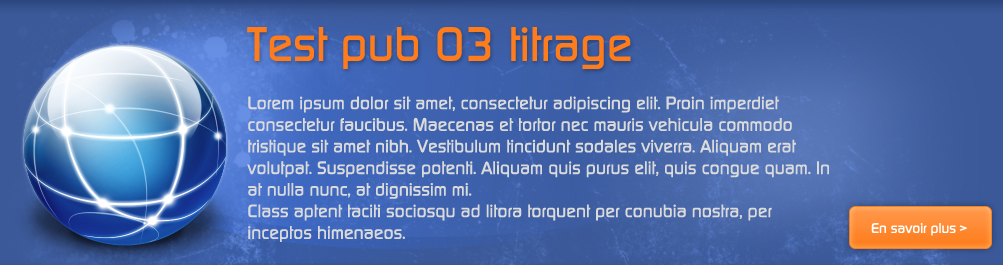 Test pub 03 titrage
Lorem ipsum dolor sit amet, consectetur adipiscing elit. Proin imperdiet
consectetur faucibus. Maecenas et tortor nec mauris vehicula commodo
tristique sit amet nibh. Vestibulum tincidunt sodales viverra. Aliquam erat
volutpat. Suspendisse potenti. Aliquam quis purus elit, quis congue quam. In
at nulla nunc, at dignissim mi.
Class aptent taciti sociosqu ad litora torquent per conubia nostra, per
inceptos himenaeos.
En savoir plus >